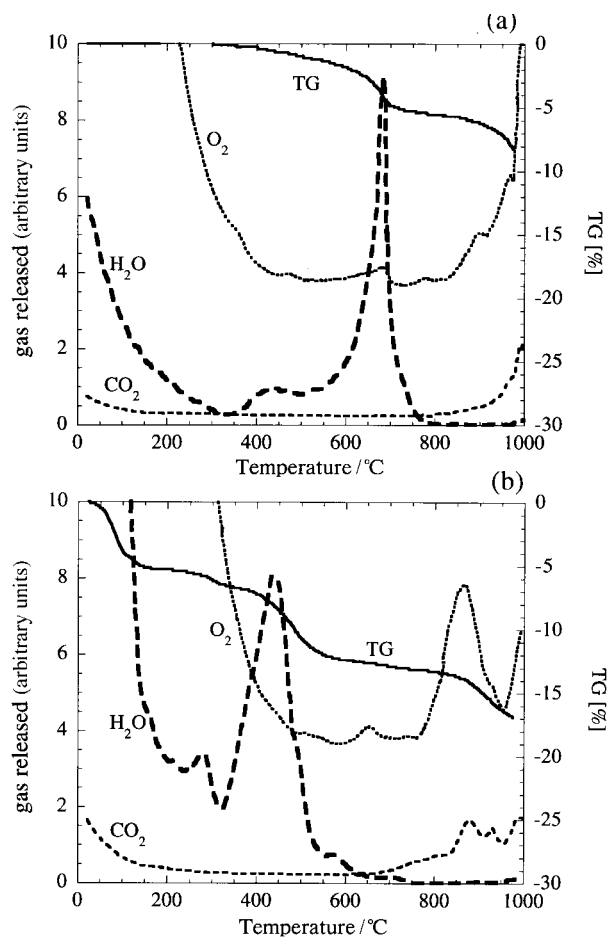 (a)
10
8
6
4
2
0
0
-5
-10
-15
-20
-25
-30
TG
O2
H2O
CO2
gas released (arbitrary units)
TG [%]
0 200 400 600 800 1000
Temperature /°C
(b)
10
8
6
4
2
0
0
-5
-10
-15
-20
-25
-30
O2
TG
H2O
CO2
gas released (arbitrary units)
TG [%]
0 200 400 600 800 1000
Temperature/°C